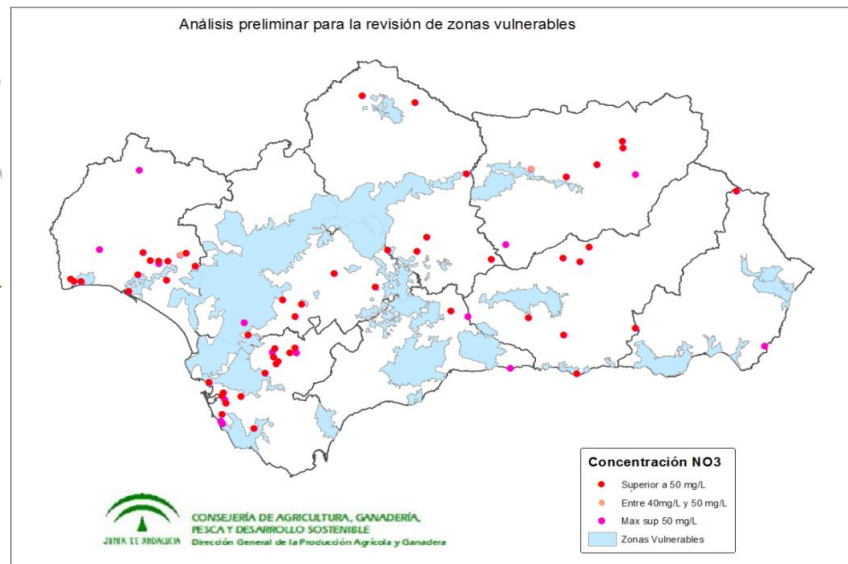 Análisis preliminar para la revisión de zonas vulnerables
Concentración NO3
Superior a 50 mg/L
Entre 40mg/L y 50 mg/L
Max sup 50 mg/L
Zonas Vulnerables
JUNTA DE ANDALUCIA
CONSEJERÍA DE AGRICULTURA, GANADERÍA,
PESCA Y DESARROLLO SOSTENIBLE
Dirección General de la Producción Agrícola y Ganadera